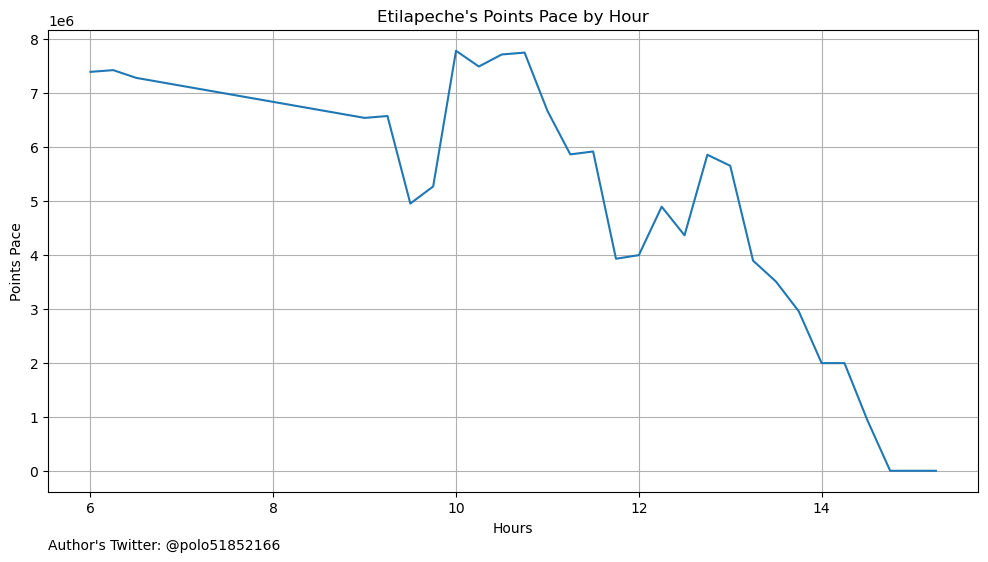 Etilapeche's Points Pace by Hour
1e6
8
7
6
5
4
3
2
1
0
Points Pace
6 8 10 12 14
Hours
Author's Twitter: @polo51852166